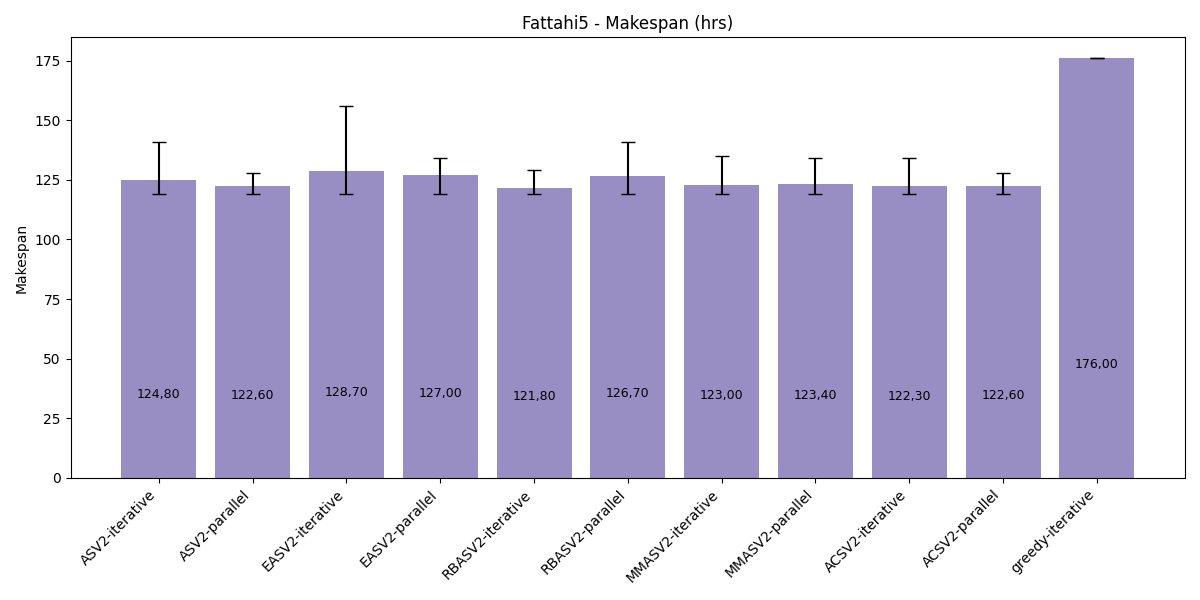 Fattahi5 - Makespan (hrs)
Makespan
175
150
125
100
75
50
25
0
124,80
122,60
128,70
127,00
121,80
126,70
123,00
123,40
122,30
122,60
176,00
ASV2-iterative
ASV2-parallel
EASV2-iterative
EASV2-parallel
RBASV2-iterative
RBASV2-parallel
MMASV2-iterative
MMASV2-parallel
ACSV2-iterative
ACSV2-parallel
greedy-iterative